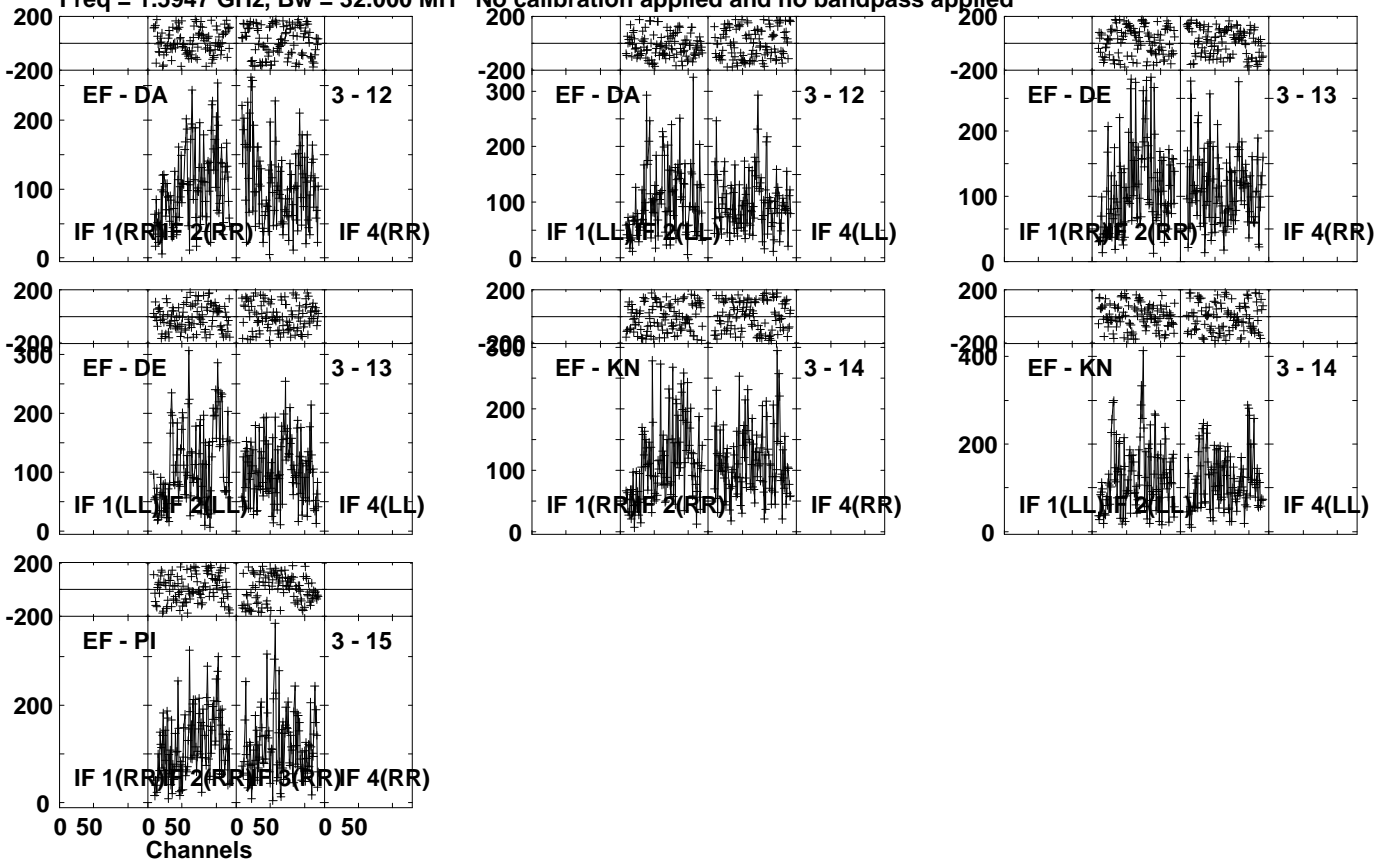 Freq = 1.5947 GHz, Bw = 32.000 MH No calibration applied and no bandpass applied
200 200 200
-200 -200 -200
EF - DA 3 - 12 EF - DA 3 - 12 EF - DE 3 - 13
300
200 200 200
100 100 100
IF 1(RR) IF 2(RR) IF 4(RR) IF 1(LL) IF 2(LL) IF 4(LL) IF 1(RR) IF 2(RR) IF 4(RR)
0 0 0
200 200 200
-200 -200 -200
300 300 400
EF - DE 3 - 13 EF - KN 3 - 14 EF - KN 3 - 14
200 200 200
100 100
IF 1(LL) IF 2(LL) IF 4(LL) IF 1(RR) IF 2(RR) IF 4(RR) IF 1(LL) IF 2(LL) IF 4(LL)
0 0 0
200
-200
EF - PI 3 - 15
200
IF 1(RR) IF 2(RR) IF 3(RR) IF 4(RR)
0
0 50 0 50 0 50 0 50
Channels